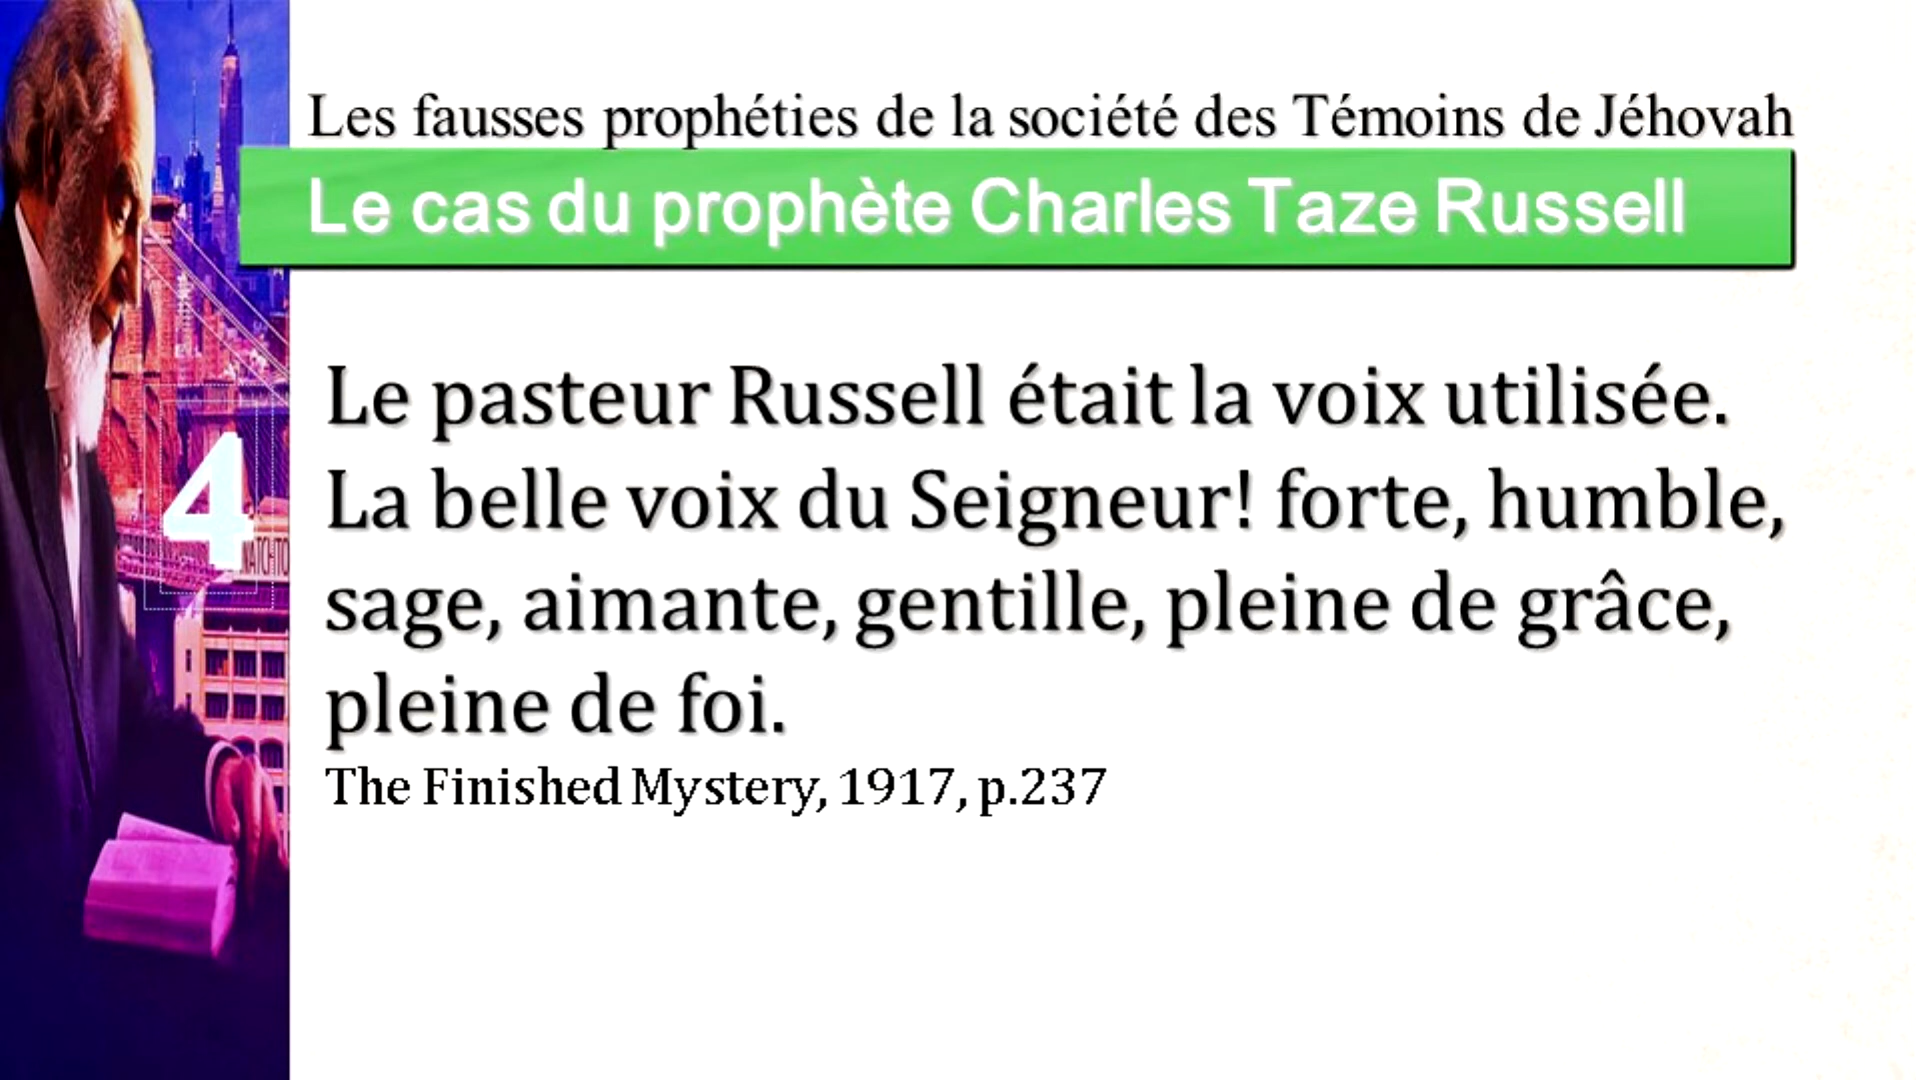 Les fausses prophéties de la société des Témoins de Jéhovah
Le cas du prophète Charles Taze Russell
Le pasteur Russell était la voix utilisée.
La belle voix du Seigneur! forte, humble,
sage, aimante, gentille, pleine de grâce,
pleine de foi.
The Finished Mystery, 1917, p.237
4